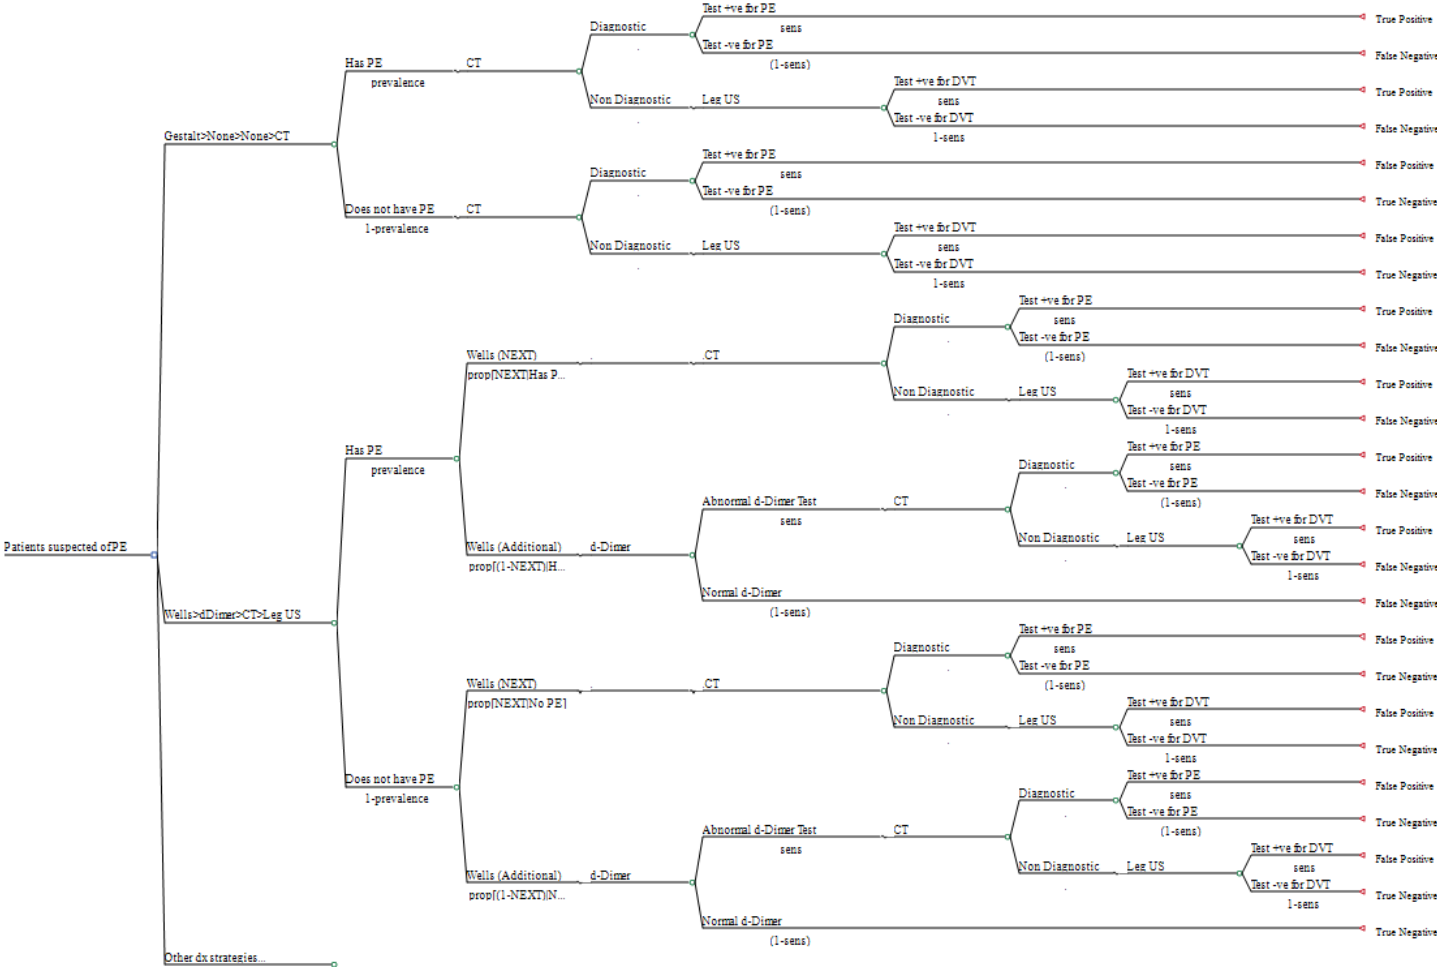 Test +ve for PE
True Positive
Diagnostic
sens
Test -ve for PE
False Negative
Has PE
CT
(1-sens)
prevalence
Test +ve for DVT
True Positive
Non Diagnostic
Leg US
sens
Test -ve for DVT
False Negative
Gestalt>None>None>CT
1-sens
Test +ve for PE
False Positive
Diagnostic
sens
Test -ve for PE
True Negative
Does not have PE
CT
(1-sens)
1-prevalence
Test +ve for DVT
False Positive
Non Diagnostic
Leg US
sens
Test -ve for DVT
True Negative
1-sens
Test +ve for PE
True Positive
Diagnostic
sens
Test -ve for PE
False Negative
Wells (NEXT)
.CT
(1-sens)
prop[NEXT|Has P...
Test +ve for DVT
True Positive
Non Diagnostic
Leg US
sens
Test -ve for DVT
False Negative
1-sens
Has PE
prevalence
Test +ve for PE
True Positive
Diagnostic
sens
Test -ve for PE
False Negative
Abnormal d-Dimer Test
CT
(1-sens)
sens
Test +ve for DVT
True Positive
Non Diagnostic
Leg US
sens
Test -ve for DVT
False Negative
1-sens
Patients suspected of PE
Wells (Additional)
d-Dimer
prop[(1-NEXT)|H...
Normal d-Dimer
False Negative
(1-sens)
Wells>dDimer>CT>Leg US
Test +ve for PE
False Positive
Diagnostic
sens
Test -ve for PE
True Negative
Wells (NEXT)
.CT
(1-sens)
prop[NEXT|No PE]
Test +ve for DVT
False Positive
Non Diagnostic
Leg US
sens
Test -ve for DVT
True Negative
1-sens
Does not have PE
1-prevalence
Test +ve for PE
False Positive
Diagnostic
sens
Test -ve for PE
True Negative
Abnormal d-Dimer Test
CT
(1-sens)
sens
Test +ve for DVT
False Positive
Non Diagnostic
Leg US
sens
Test -ve for DVT
True Negative
1-sens
Wells (Additional)
d-Dimer
prop[(1-NEXT)|N...
Normal d-Dimer
True Negative
(1-sens)
Other dx strategies...